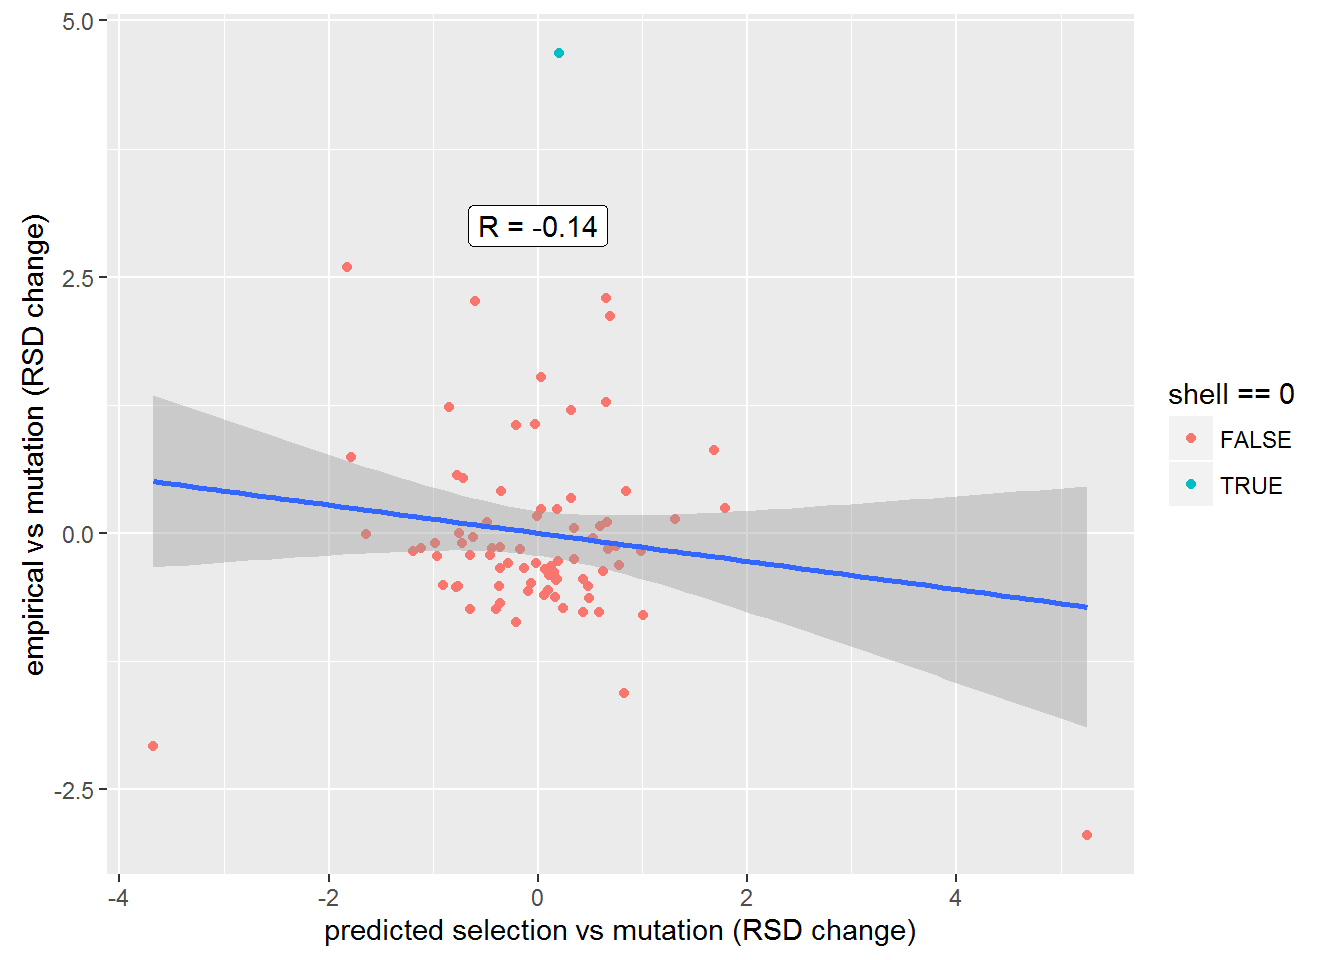 empirical vs mutation (RSD change)
5.0
2.5
0.0
-2.5
R = -0.14
-4
-2
0
2
4
predicted selection vs mutation (RSD change)
shell == 0
FALSE
TRUE